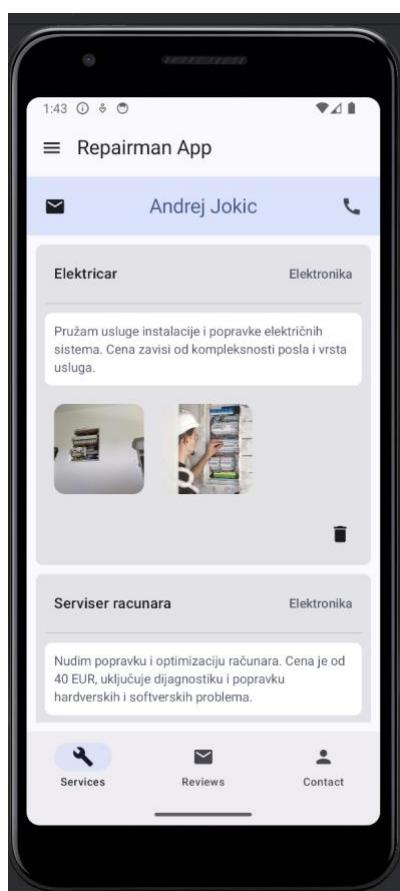 1:43
Repairman App
Andrej Jokic
Elektricar Elektronika
Pružam usluge instalacije i popravke električnih
sistema. Cena zavisi od kompleksnosti posla i vrsta
usluga.
Serviser racunara Elektronika
Nudim popravku i optimizaciju računara. Cena je od
40 EUR, uključuje dijagnostiku i popravku
hardverskih i softverskih problema.
Services Reviews Contact